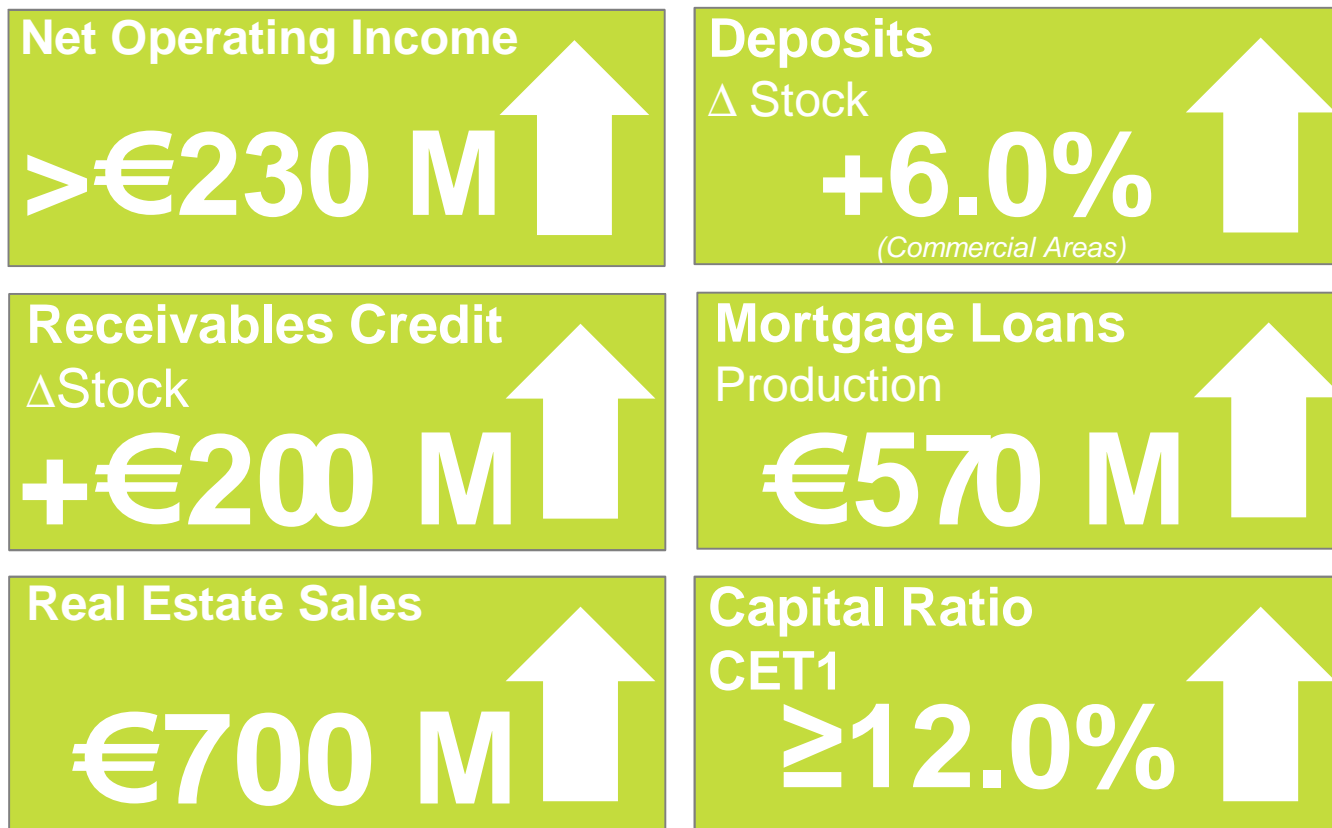 Net Operating Income
>€230 M
Deposits
Δ Stock
+6.0%
(Commercial Areas)
Receivables Credit
ΔStock
+€200 M
Mortgage Loans
Production
€570 M
Real Estate Sales
€700 M
Capital Ratio
CET1
≥12.0%